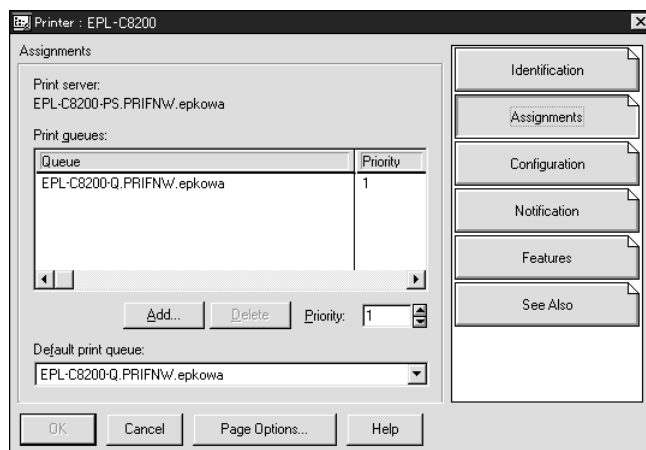 Printer : EPL-C8200
Assignments
Print server:
EPL-C8200-PS.PRIFNW.epkowa
Print queues:
Queue Priority
EPL-C8200-Q.PRIFNW.epkowa 1
Add... Delete Priority: 1
Default print queue:
EPL-C8200-Q.PRIFNW.epkowa
OK Cancel Page Options... Help
Identification
Assignments
Configuration
Notification
Features
See Also